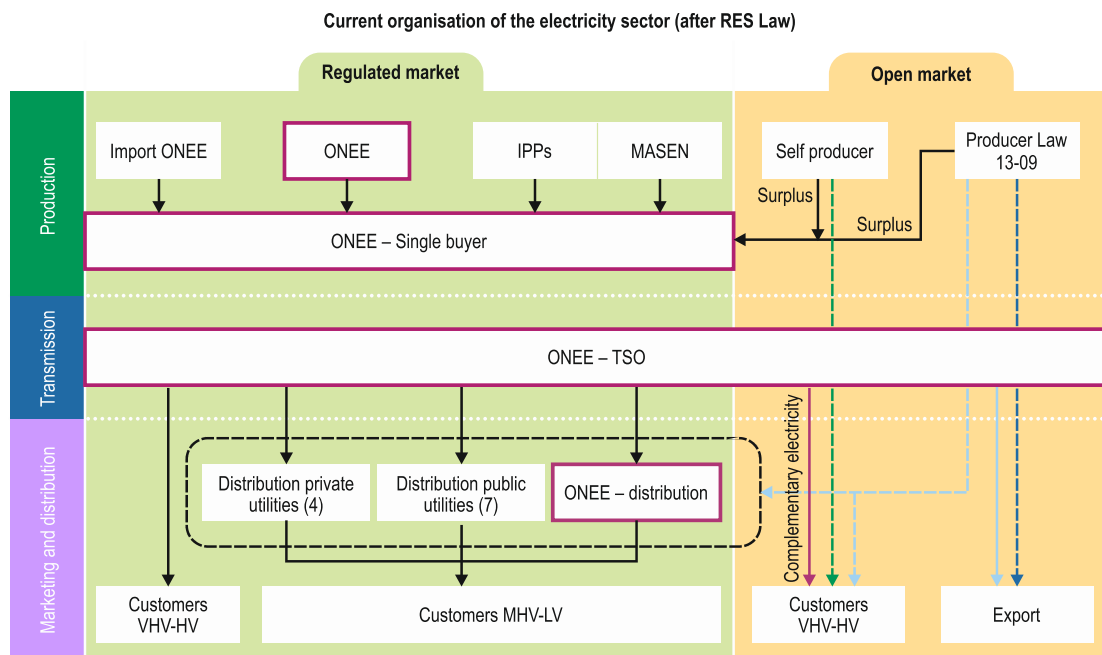 Current organisation of the electricity sector (after RES Law)
Regulated market
Open market
Production
Import ONEE
ONEE
IPPs
MASEN
Self producer
Producer Law
13-09
Surplus
Surplus
ONEE – Single buyer
Transmission
ONEE – TSO
Marketing and distribution
Distribution private
utilities (4)
Distribution public
utilities (7)
ONEE – distribution
Complementary electricity
Customers
VHV-HV
Customers MHV-LV
Customers
VHV-HV
Export